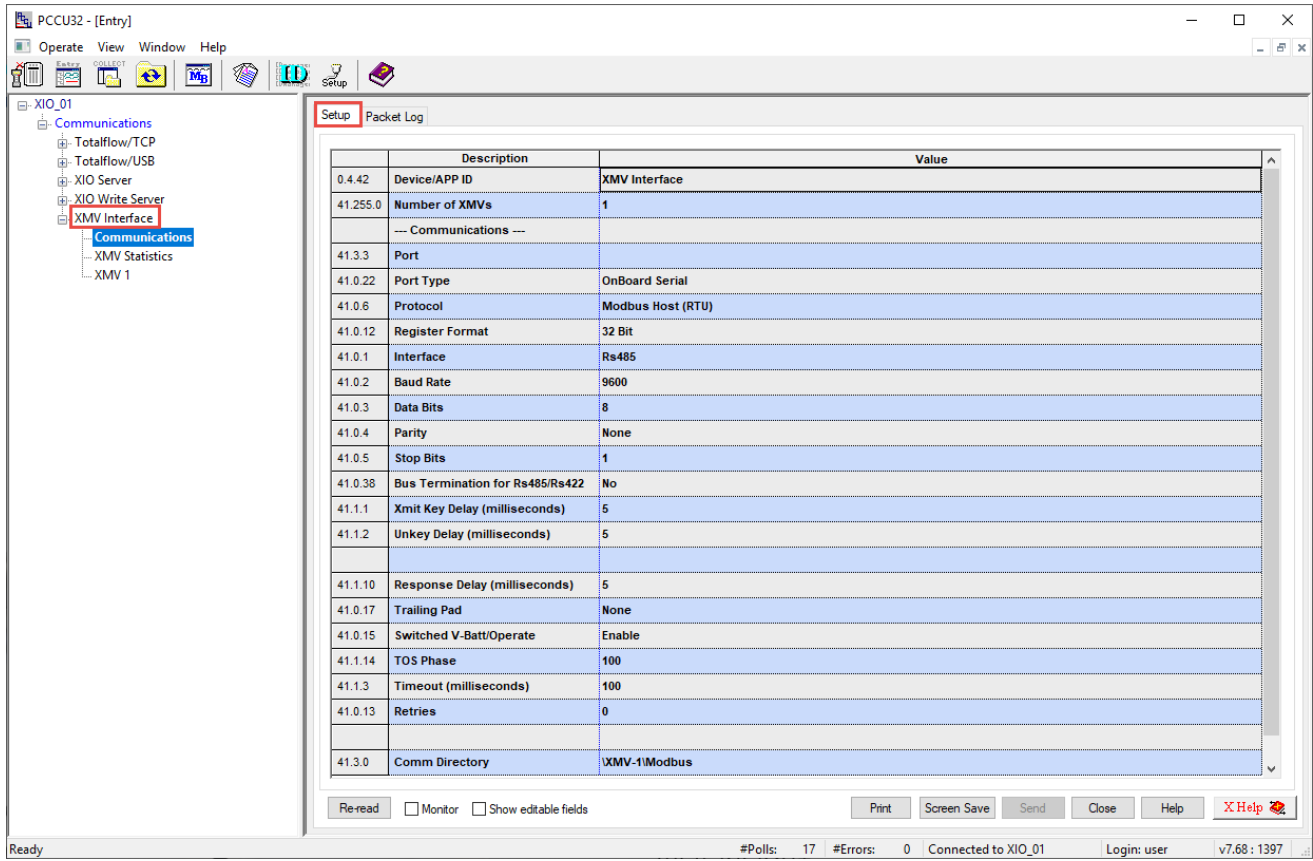 PCCU32 - [Entry]
Operate View Window Help
Entry COLLECT MB ID Manager Setup
XIO_01
Communications
Totalflow/TCP
Totalflow/USB
XIO Server
XIO Write Server
XMV Interface
Communications
XMV Statistics
XMV 1
Setup Packet Log
Description Value
0.4.42 Device/APP ID XMV Interface
41.255.0 Number of XMVs 1
--- Communications ---
41.3.3 Port
41.0.22 Port Type OnBoard Serial
41.0.6 Protocol Modbus Host (RTU)
41.0.12 Register Format 32 Bit
41.0.1 Interface Rs485
41.0.2 Baud Rate 9600
41.0.3 Data Bits 8
41.0.4 Parity None
41.0.5 Stop Bits 1
41.0.38 Bus Termination for Rs485/Rs422 No
41.1.1 Xmit Key Delay (milliseconds) 5
41.1.2 Unkey Delay (milliseconds) 5
41.1.10 Response Delay (milliseconds) 5
41.0.17 Trailing Pad None
41.0.15 Switched V-Batt/Operate Enable
41.1.14 TOS Phase 100
41.1.3 Timeout (milliseconds) 100
41.0.13 Retries 0
41.3.0 Comm Directory \XMV-1\Modbus
Re-read Monitor Show editable fields Print Screen Save Send Close Help X Help
Ready #Polls: 17 #Errors: 0 Connected to XIO_01 Login: user v7.68 : 1397